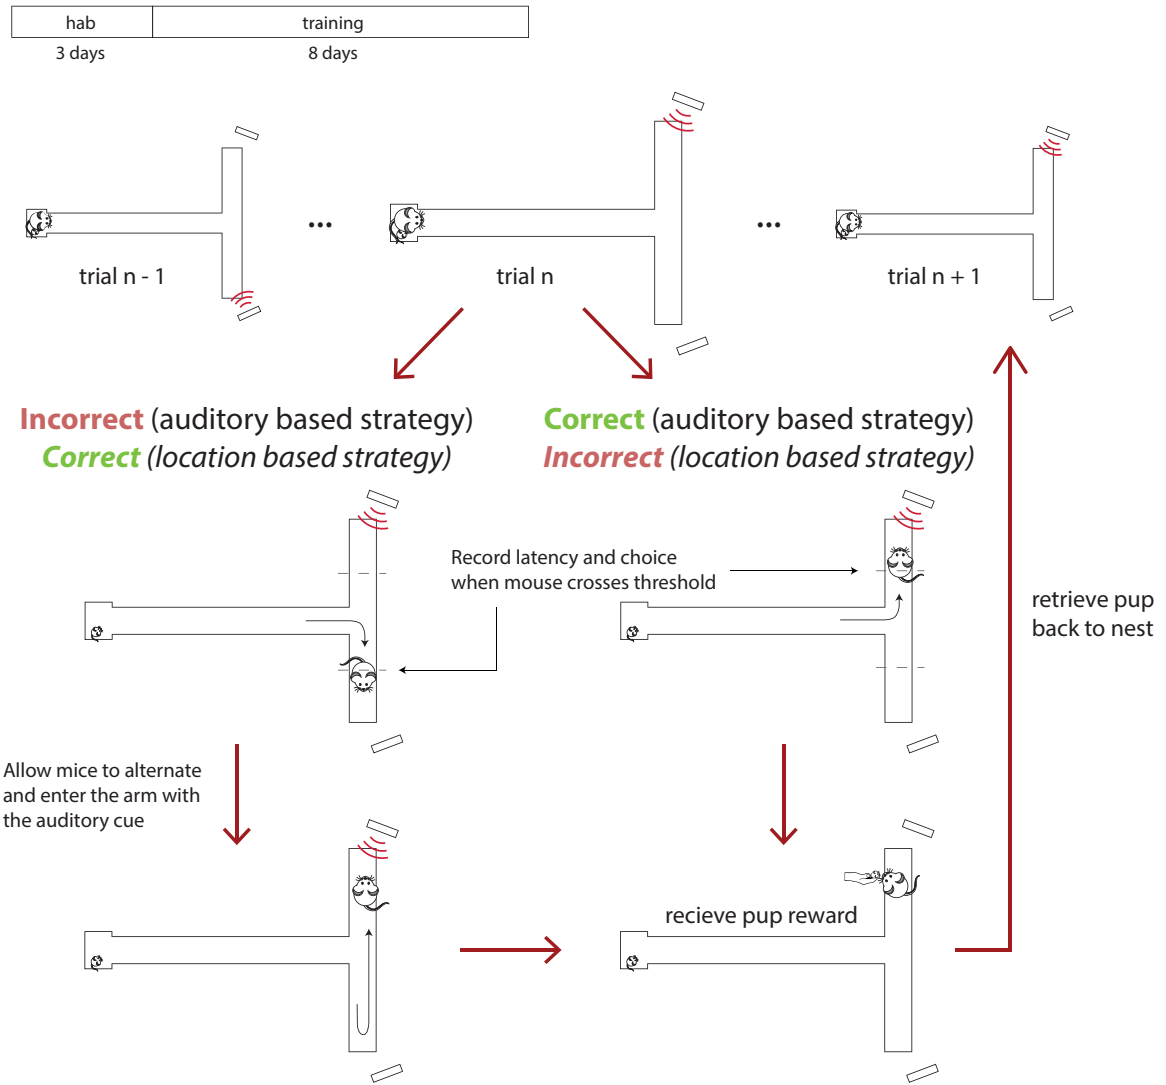 hab
training
3 days
8 days
...
...
trial n - 1
trial n
trial n + 1
Incorrect (auditory based strategy)
Correct (location based strategy)
Correct (auditory based strategy)
Incorrect (location based strategy)
Record latency and choice
when mouse crosses threshold
retrieve pup
back to nest
Allow mice to alternate
and enter the arm with
the auditory cue
recieve pup reward